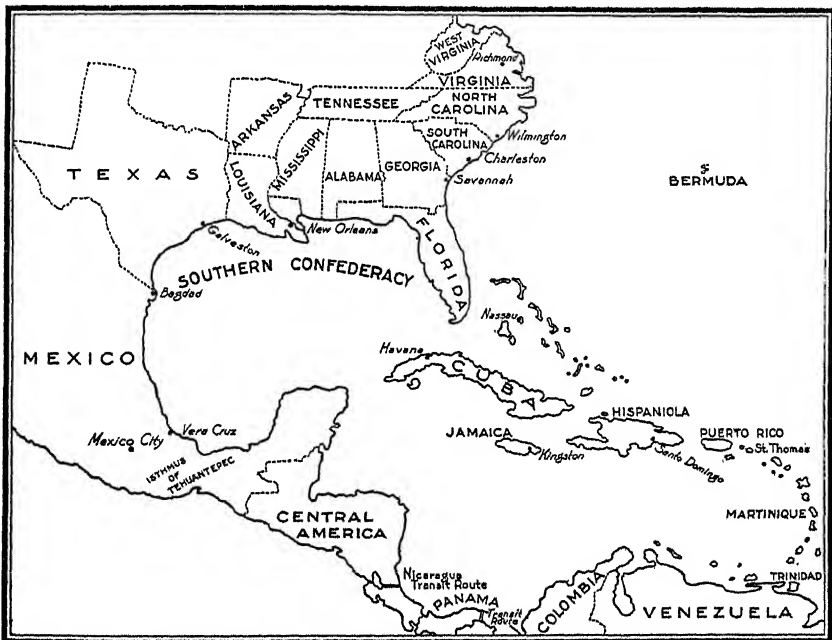 WEST
VIRGINIA
Richmond
VIRGINIA
NORTH
CAROLINA
TENNESSEE
ARKANSAS
SOUTH
CAROLINA
Wilmington
Charleston
MISSISSIPPI
ALABAMA
GEORGIA
Savannah
BERMUDA
TEXAS
LOUISIANA
New Orleans
Galveston
FLORIDA
SOUTHERN CONFEDERACY
Bagdad
Nassau
MEXICO
Havana
CUBA
HISPANIOLA
Vera Cruz
Mexico City
JAMAICA
Kingston
Santo Domingo
PUERTO RICO
St. Thomas
ISTHMUS
OF
TEHUANTEPEC
MARTINIQUE
CENTRAL
AMERICA
Nicaragua
Transit Route
PANAMA
Transit
Route
COLOMBIA
TRINIDAD
VENEZUELA